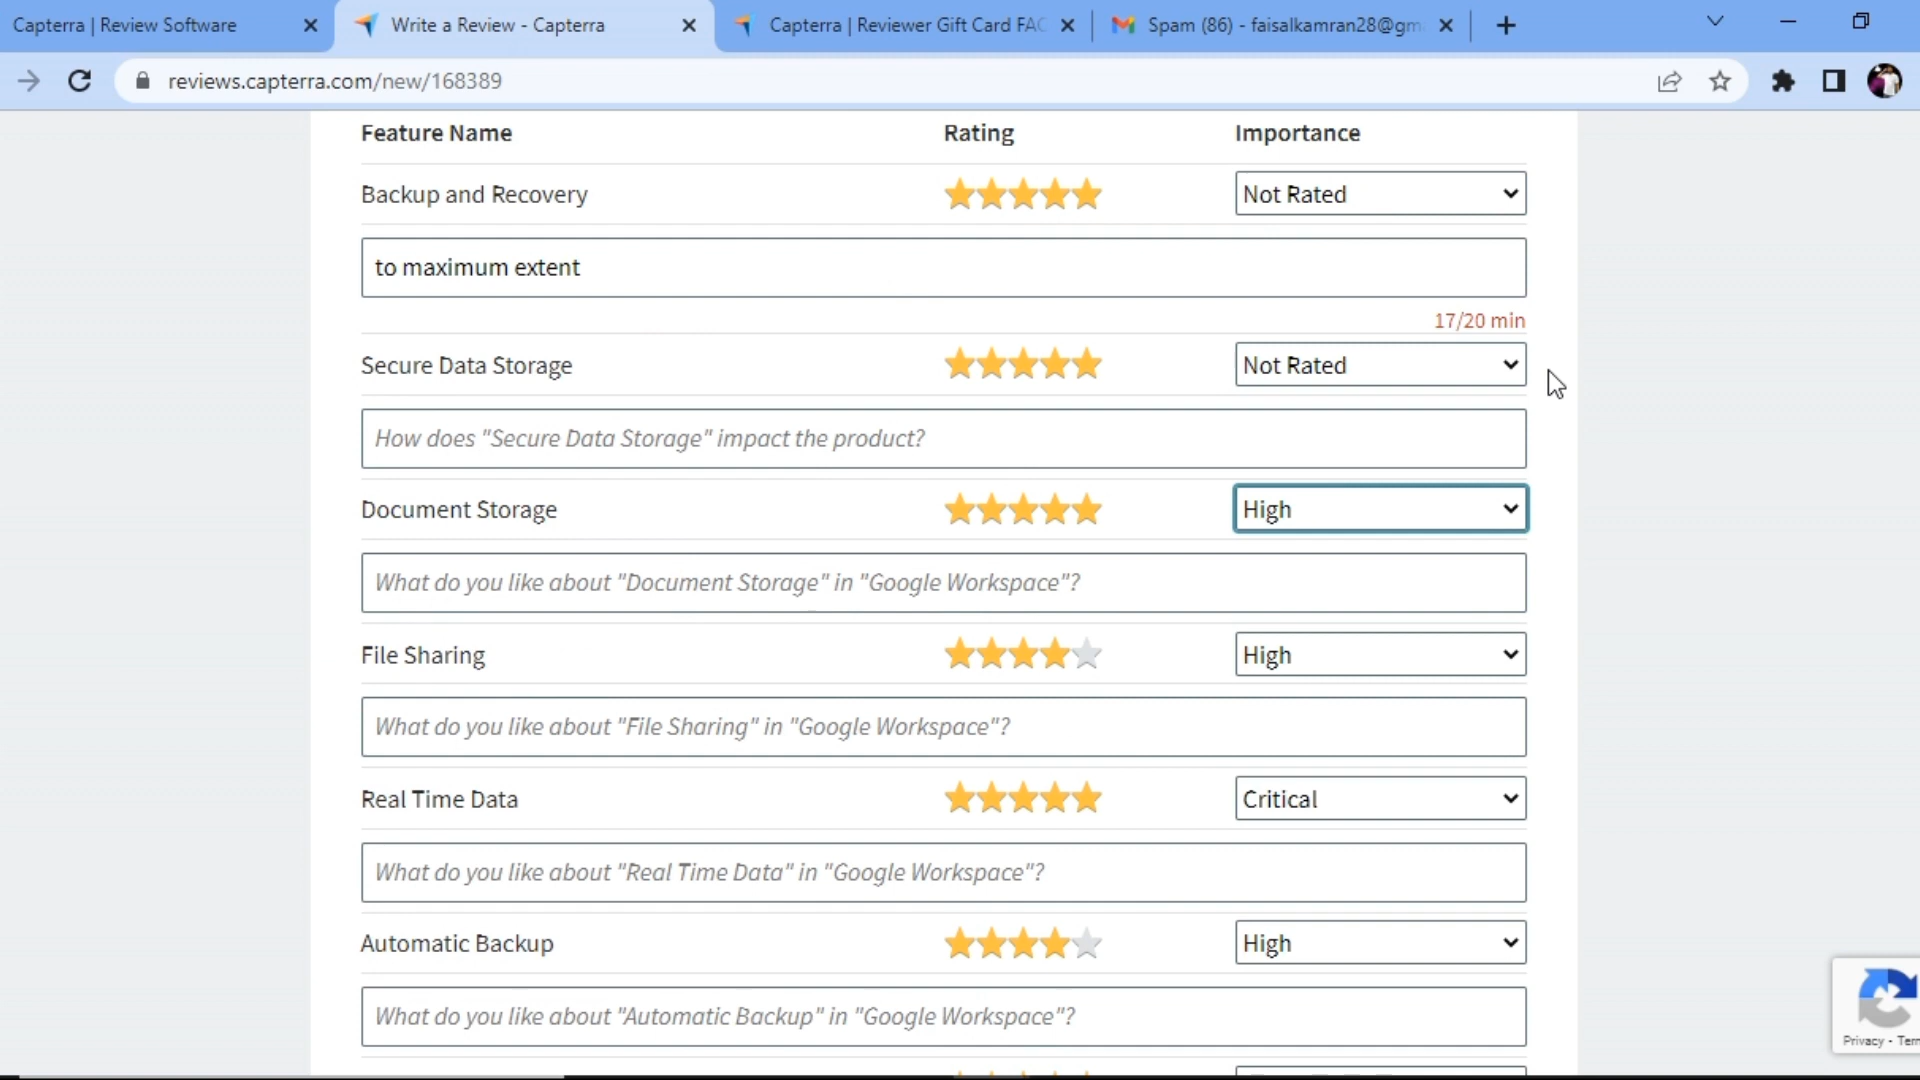 Capterra | Review Software
Write a Review - Capterra
Capterra | Reviewer Gift Card FAC
Spam (86) - faisalkamran28@gm
reviews.capterra.com/new/168389
Feature Name Rating Importance
Backup and Recovery Not Rated
to maximum extent
17/20 min
Secure Data Storage Not Rated
How does "Secure Data Storage" impact the product?
Document Storage High
What do you like about "Document Storage" in "Google Workspace"?
File Sharing High
What do you like about "File Sharing" in "Google Workspace"?
Real Time Data Critical
What do you like about "Real Time Data" in "Google Workspace"?
Automatic Backup High
What do you like about "Automatic Backup" in "Google Workspace"?
Privacy - Tern